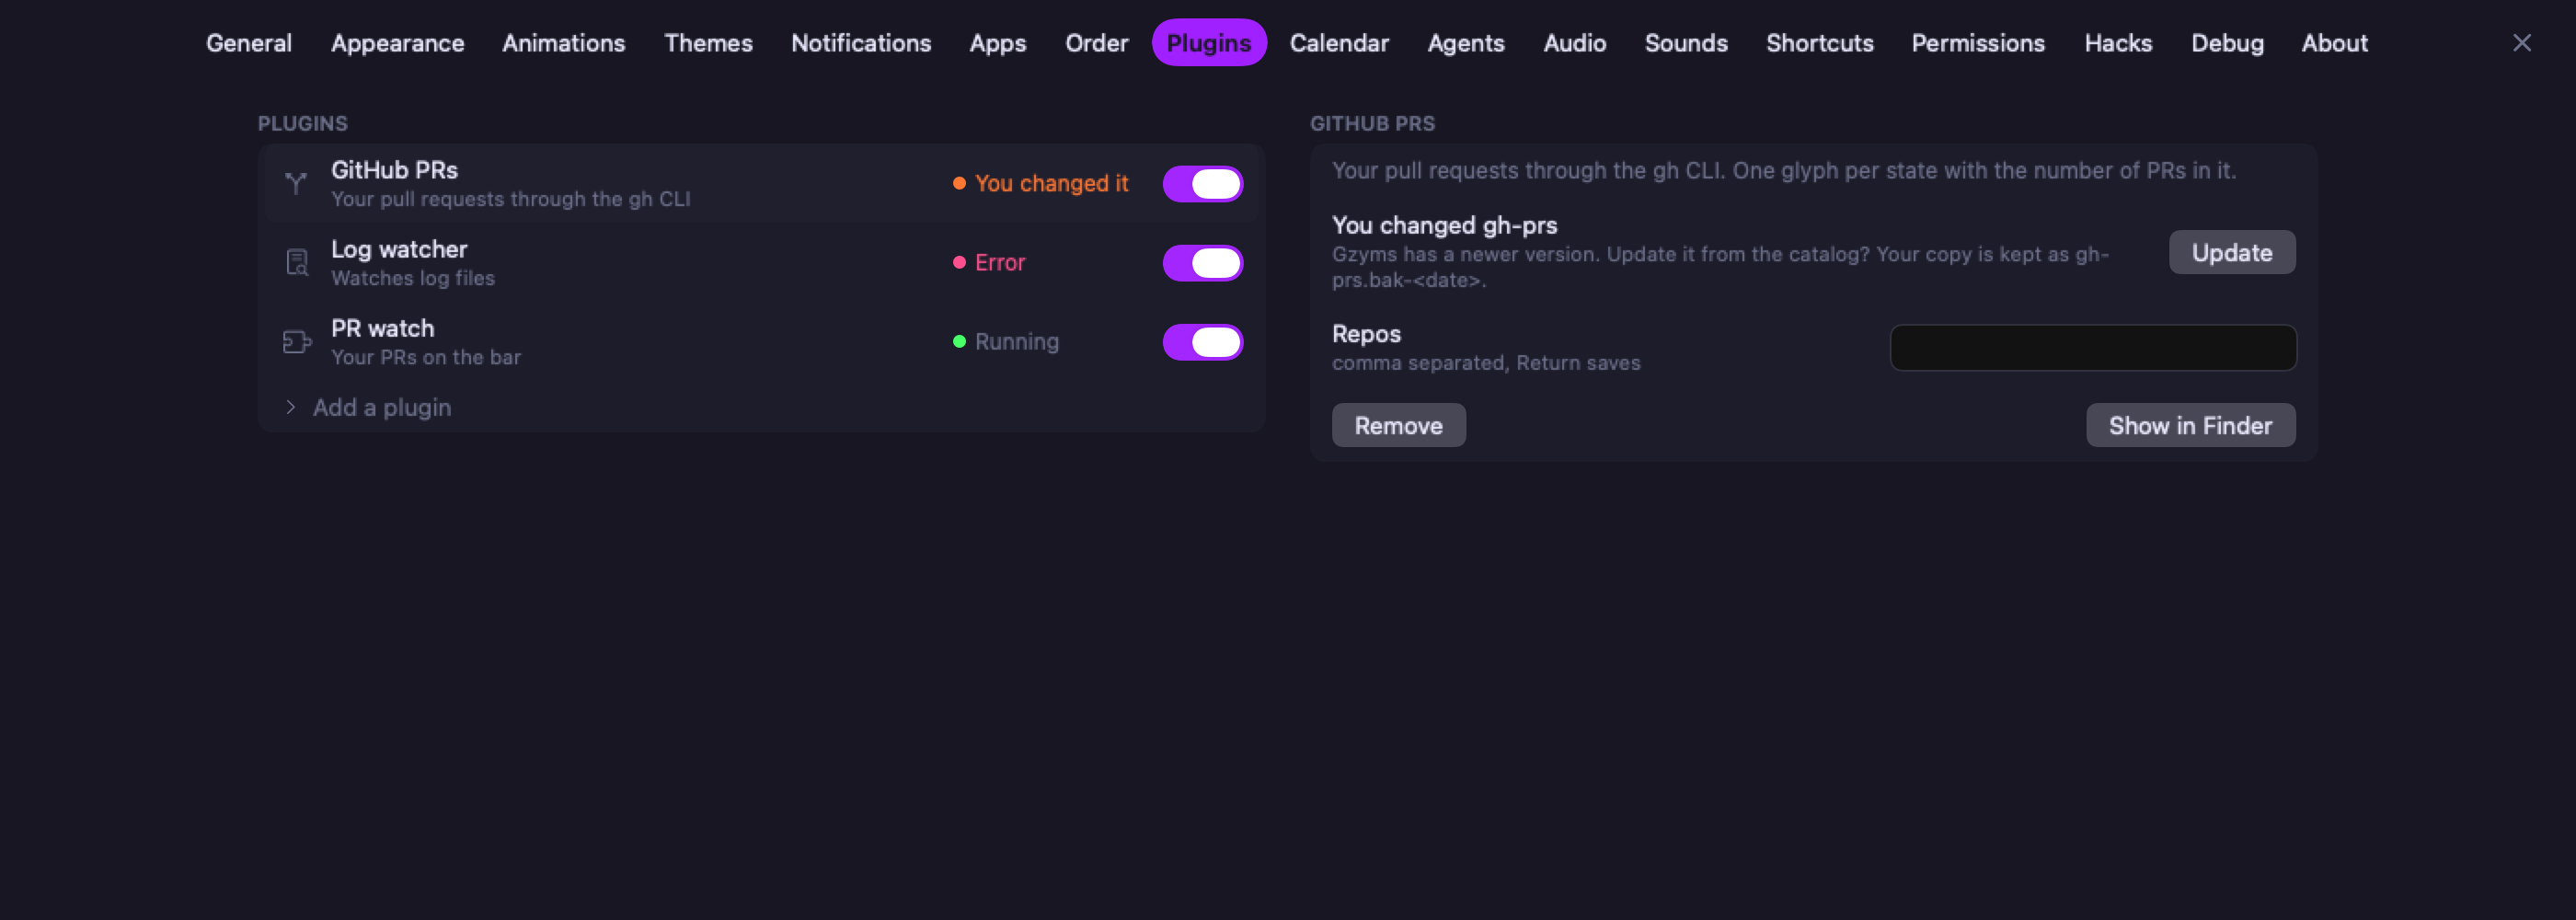 General Appearance Animations Themes Notifications Apps Order Plugins Calendar Agents Audio Sounds Shortcuts Permissions Hacks Debug About
PLUGINS
GitHub PRs
Your pull requests through the gh CLI
You changed it
Log watcher
Watches log files
Error
PR watch
Your PRs on the bar
Running
Add a plugin
GITHUB PRS
Your pull requests through the gh CLI. One glyph per state with the number of PRs in it.
You changed gh-prs
Gzyms has a newer version. Update it from the catalog? Your copy is kept as gh-
prs.bak-<date>.
Update
Repos
comma separated, Return saves
Remove
Show in Finder